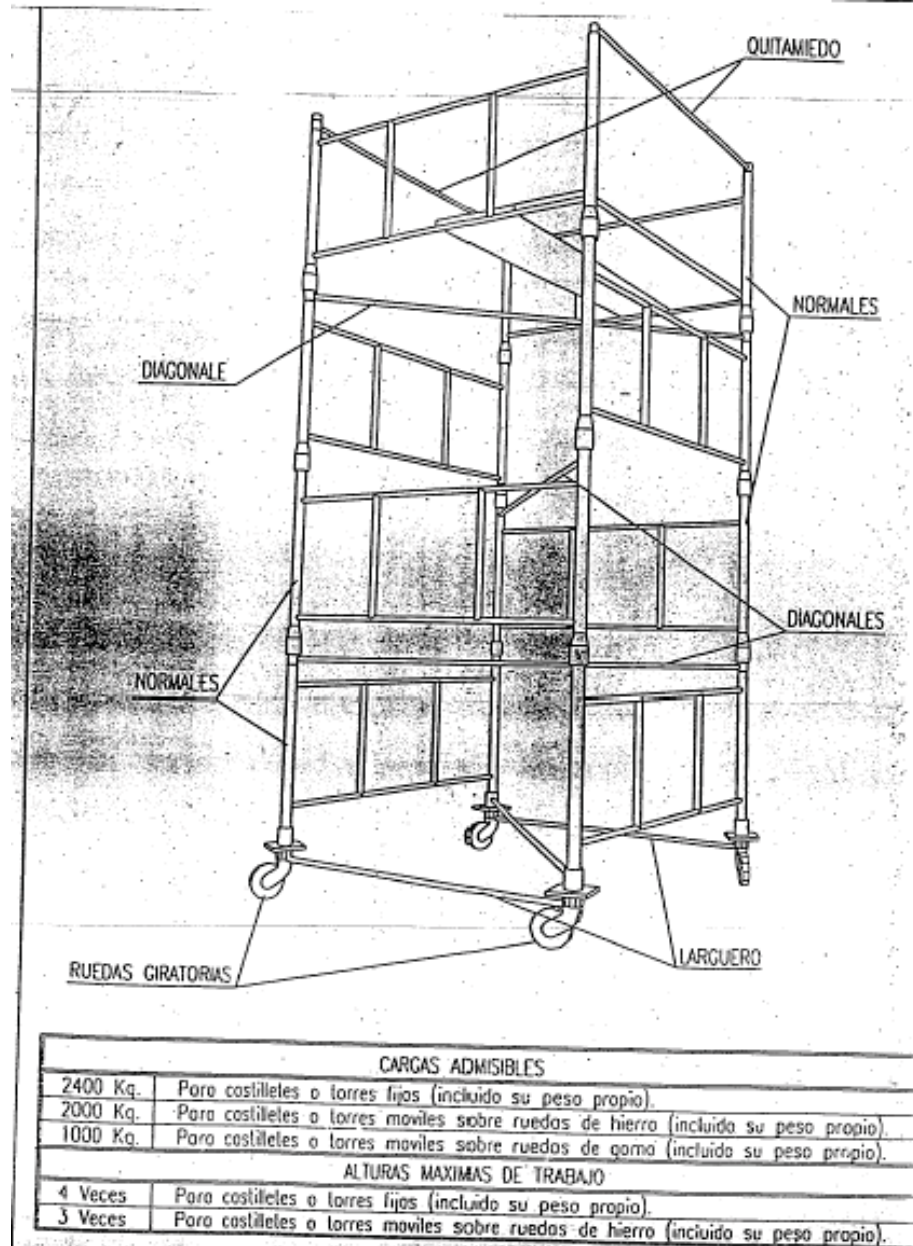 QUITAMIEDO
NORMALES
DIAGONALE
DIAGONALES
NORMALES
LARGUERO
RUEDAS GIRATORIAS
CARGAS ADMISIBLES
2400 Kg. Para castilletes o torres fijas (incluido su peso propio).
2000 Kg. Para castilletes o torres moviles sobre ruedas de hierro (incluido su peso propio).
1000 Kg. Para castilletes o torres moviles sobre ruedas de goma (incluido su peso propio).
ALTURAS MAXIMAS DE TRABAJO
4 Veces Para castilletes o torres fijas (incluido su peso propio).
3 Veces Para castilletes o torres moviles sobre ruedas de hierro (incluido su peso propio).